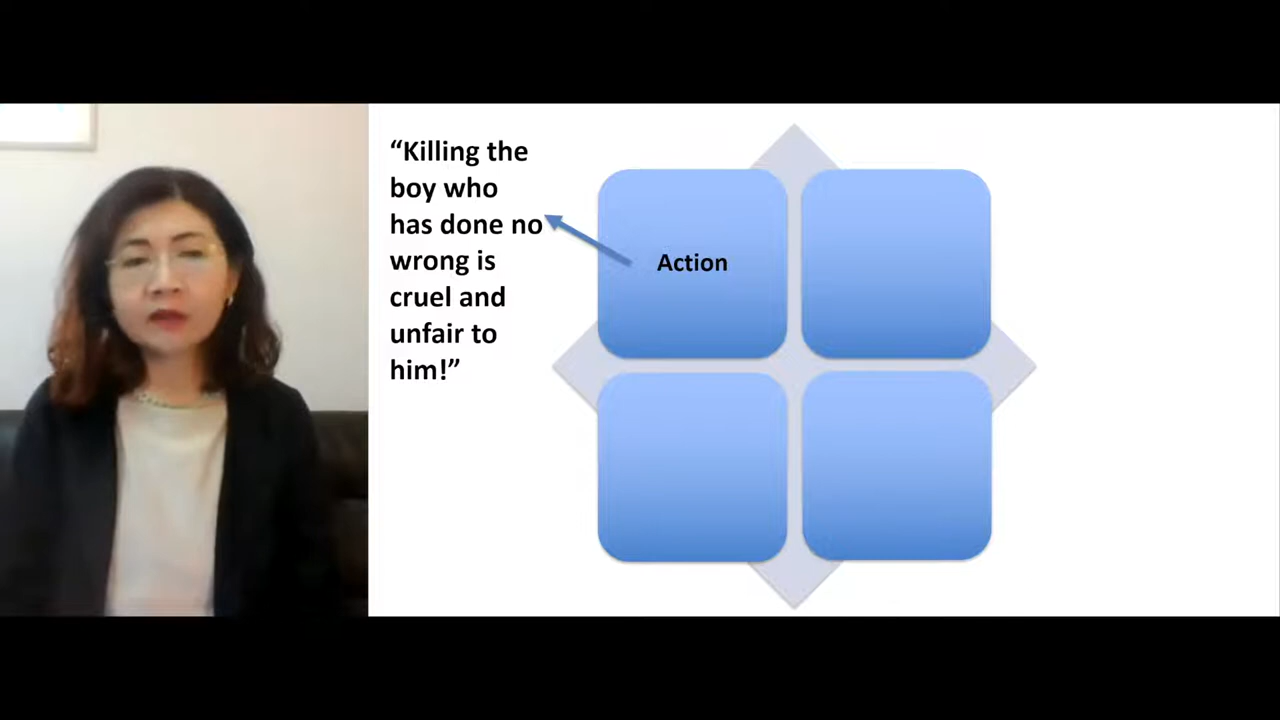 “Killing the
boy who
has done no
wrong is
cruel and
unfair to
him!”
Action